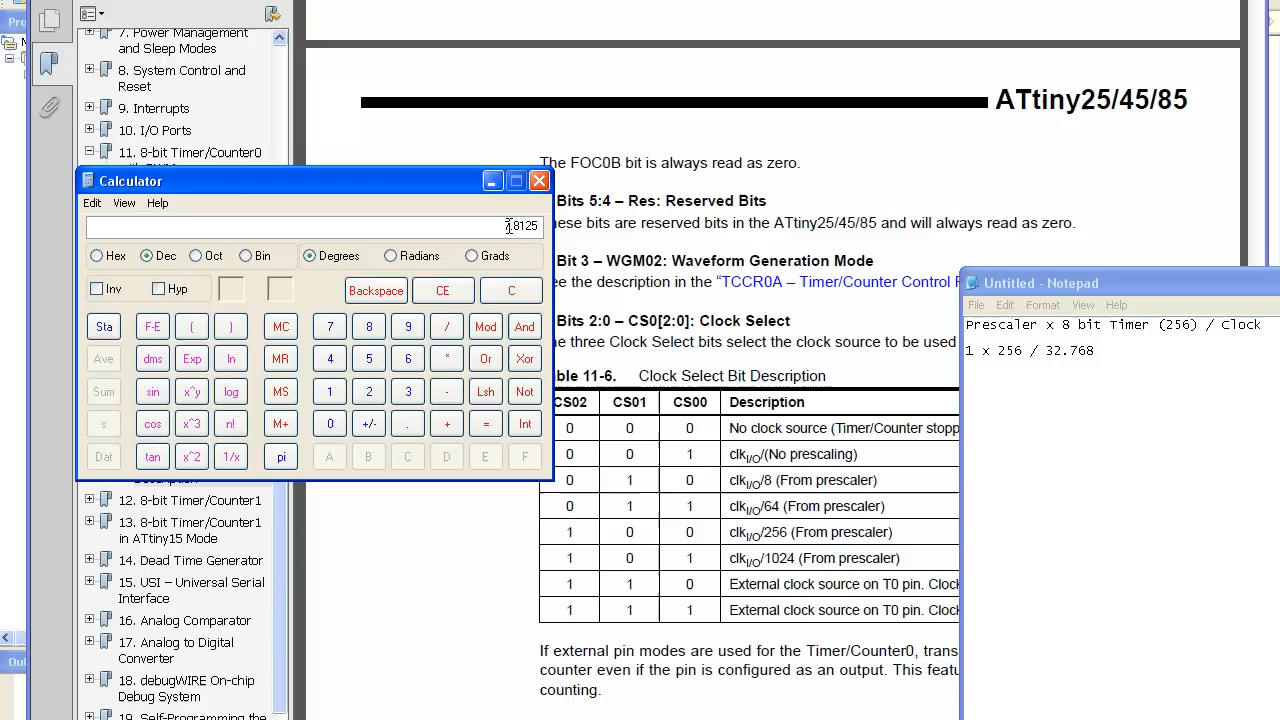 7. Power Management
and Sleep Modes
8. System Control and
Reset
9. Interrupts
10. I/O Ports
11. 8-bit Timer/Counter0
ATtiny25/45/85
The FOC0B bit is always read as zero.
Bits 5:4 – Res: Reserved Bits
These bits are reserved bits in the ATtiny25/45/85 and will always read as zero.
Bit 3 – WGM02: Waveform Generation Mode
See the description in the “TCCR0A – Timer/Counter Control
Bits 2:0 – CS0[2:0]: Clock Select
The three Clock Select bits select the clock source to be used
Table 11-6. Clock Select Bit Description
CS02 CS01 CS00 Description
0 0 0 No clock source (Timer/Counter stopp
0 0 1 clkI/O/(No prescaling)
0 1 0 clkI/O/8 (From prescaler)
0 1 1 clkI/O/64 (From prescaler)
1 0 0 clkI/O/256 (From prescaler)
1 0 1 clkI/O/1024 (From prescaler)
1 1 0 External clock source on T0 pin. Clock
1 1 1 External clock source on T0 pin. Clock
If external pin modes are used for the Timer/Counter0, trans
counter even if the pin is configured as an output. This featu
counting.
Calculator
Edit View Help
.8125
Hex Dec Oct Bin Degrees Radians Grads
Inv Hyp Backspace CE C
Sta F-E ( ) MC 7 8 9 / Mod And
Ave dms Exp ln MR 4 5 6 * Or Xor
Sum sin x^y log MS 1 2 3 - Lsh Not
s cos x^3 n! M+ 0 +/- . + = Int
Dat tan x^2 1/x pi A B C D E F
12. 8-bit Timer/Counter1
13. 8-bit Timer/Counter1
in ATtiny15 Mode
14. Dead Time Generator
15. USI – Universal Serial
Interface
16. Analog Comparator
17. Analog to Digital
Converter
18. debugWIRE On-chip
Debug System
19. Self-Programming the
Untitled - Notepad
File Edit Format View Help
Prescaler x 8 bit Timer (256) / Clock
1 x 256 / 32.768
Pro
Ou